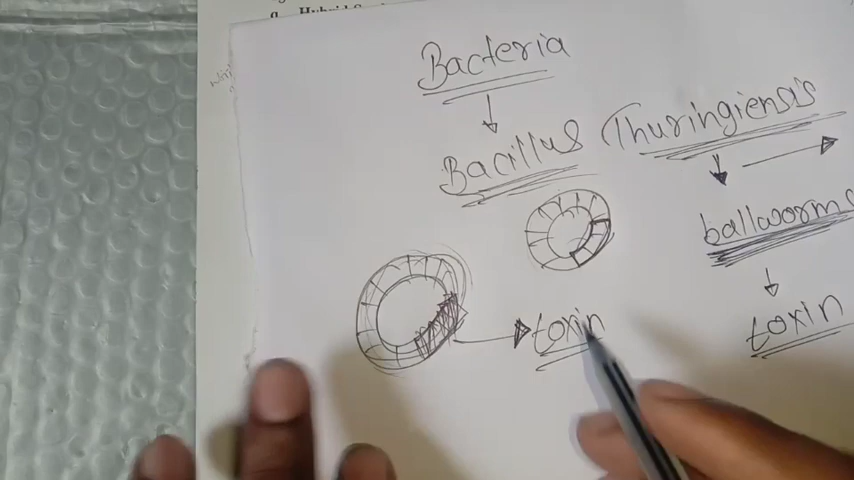 Bacteria
Bacillus Thuringiensis
ballworms
toxin
toxin